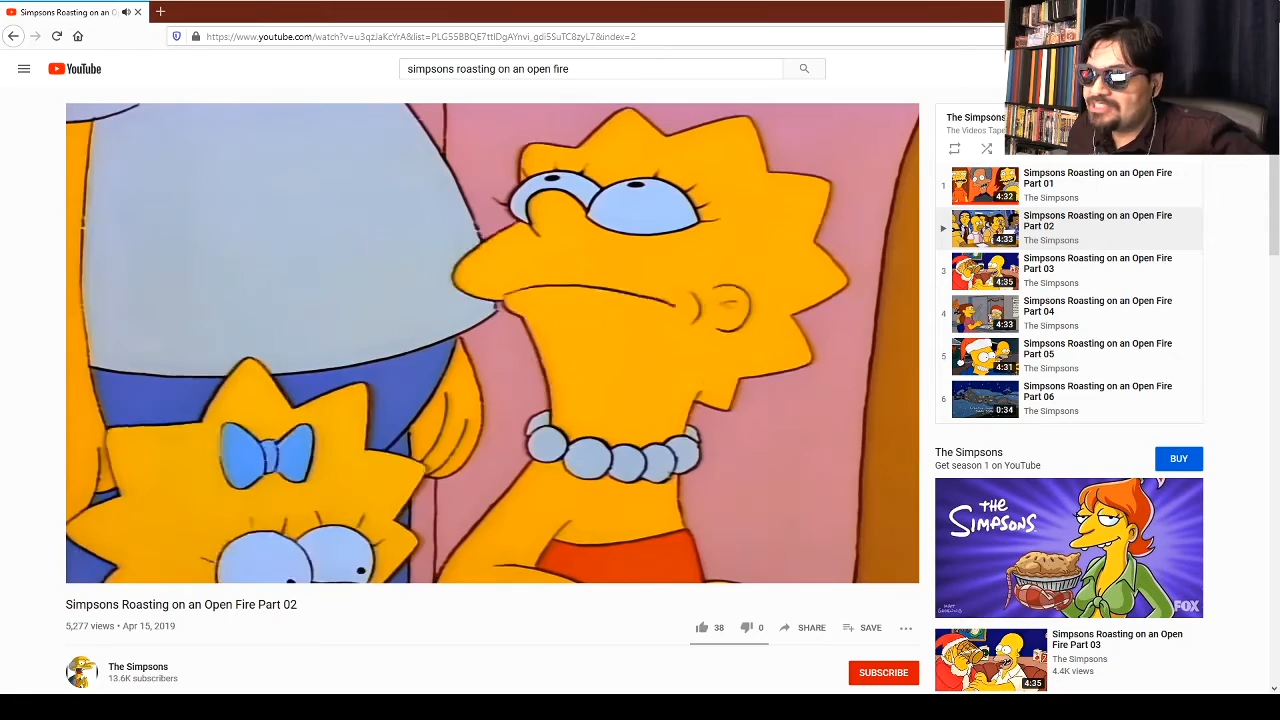 Simpsons Roasting on an O
https://www.youtube.com/watch?v=u3qzJaKcYrA&list=PLG55BBQE7ttlDgAYnvi_gdi5SuTC8zyL7&index=2
YouTube
simpsons roasting on an open fire
The Simpsons
The Videos Tape
1
Simpsons Roasting on an Open Fire
Part 01
The Simpsons
4:32
Simpsons Roasting on an Open Fire
Part 02
The Simpsons
4:33
3
Simpsons Roasting on an Open Fire
Part 03
The Simpsons
4:35
4
Simpsons Roasting on an Open Fire
Part 04
The Simpsons
4:33
5
Simpsons Roasting on an Open Fire
Part 05
The Simpsons
4:31
6
Simpsons Roasting on an Open Fire
Part 06
The Simpsons
0:34
The Simpsons
Get season 1 on YouTube
BUY
THE
SIMPSONS
MATT
GROENING
FOX
Simpsons Roasting on an Open Fire Part 02
5,277 views • Apr 15, 2019
38
0
SHARE
SAVE
The Simpsons
13.6K subscribers
SUBSCRIBE
Simpsons Roasting on an Open
Fire Part 03
The Simpsons
4.4K views
4:35